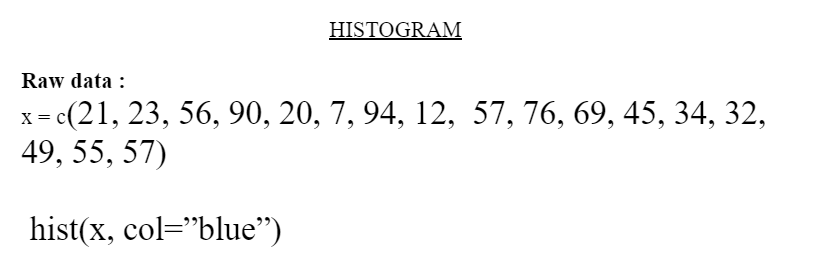 HISTOGRAM
Raw data :
x = c(21, 23, 56, 90, 20, 7, 94, 12,  57, 76, 69, 45, 34, 32,
49, 55, 57)
hist(x, col=”blue”)